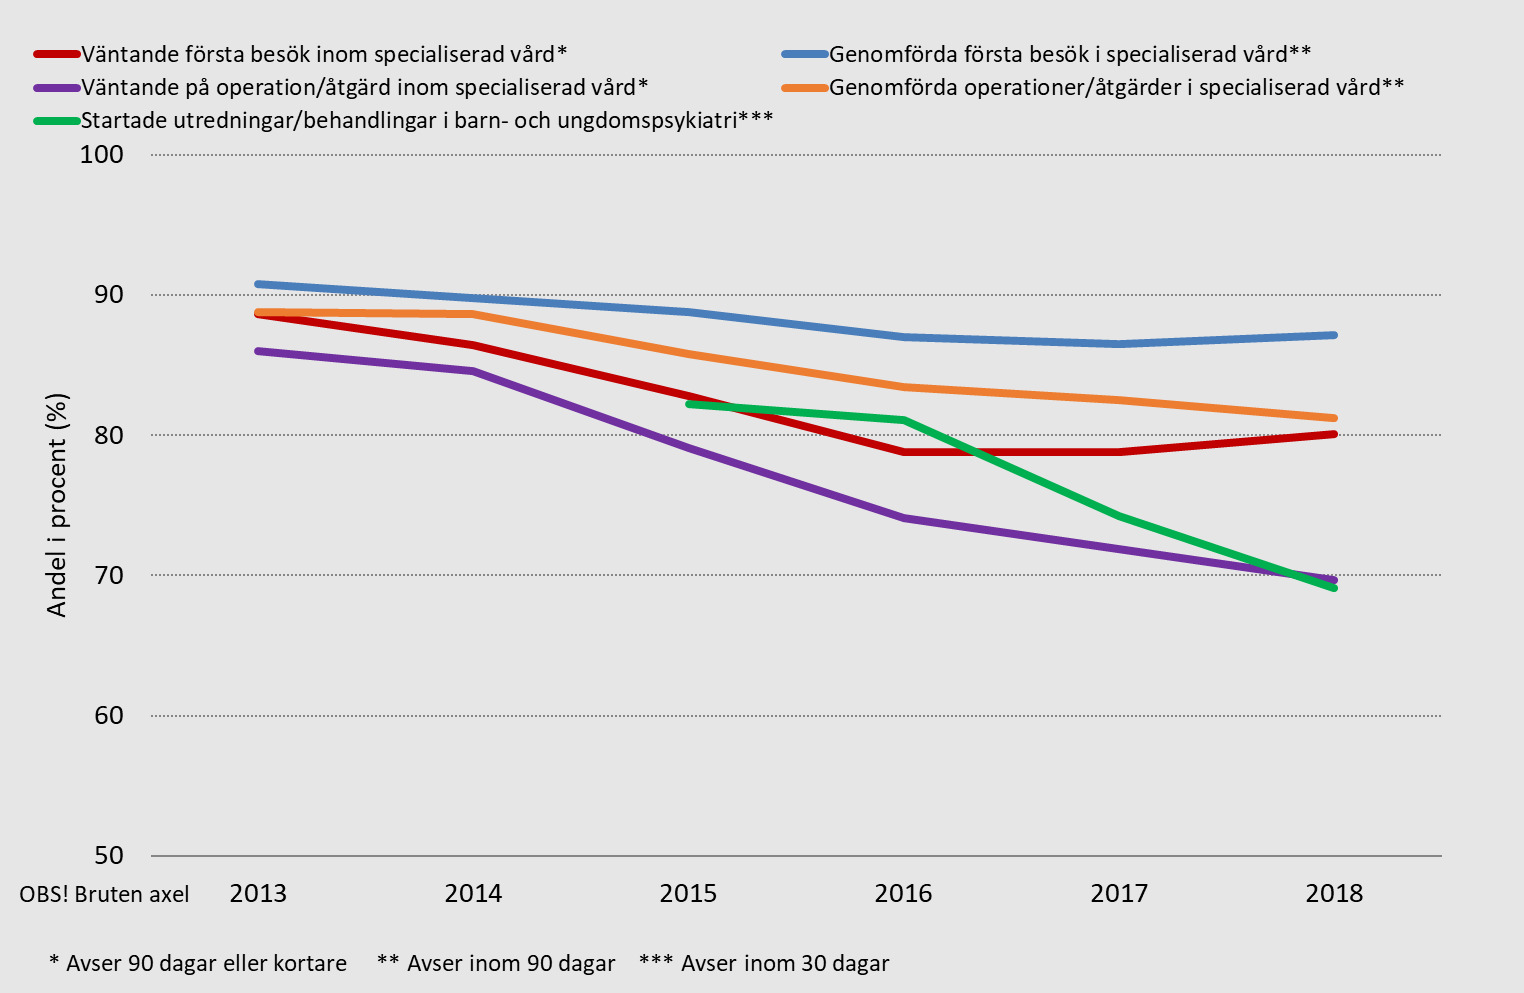 Väntande första besök inom specialiserad vård*
Genomförda första besök i specialiserad vård**
Väntande på operation/åtgärd inom specialiserad vård*
Genomförda operationer/åtgärder i specialiserad vård**
Startade utredningar/behandlingar i barn- och ungdomspsykiatri***
100
90
80
70
60
50
Andel i procent (%)
OBS! Bruten axel
2013 2014 2015 2016 2017 2018
* Avser 90 dagar eller kortare ** Avser inom 90 dagar *** Avser inom 30 dagar